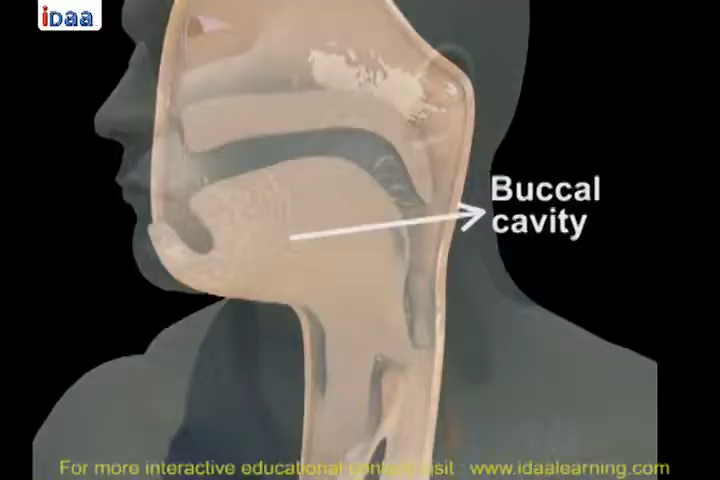 iDaa
Buccal
cavity
For more interactive educational content visit www.idaalearning.com